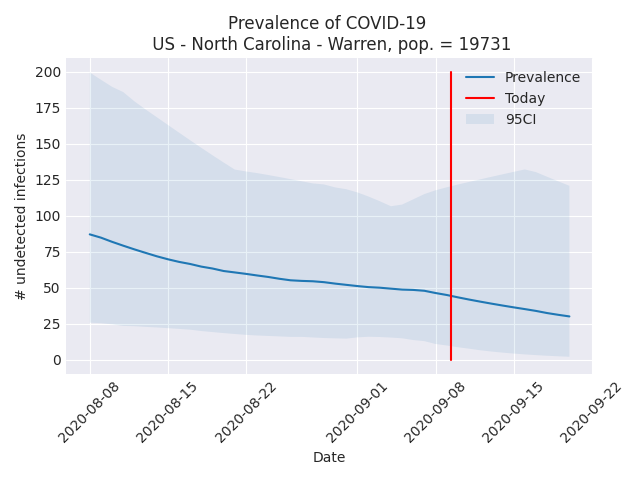 Prevalence of COVID-19
US - North Carolina - Warren, pop. = 19731
200
175
150
125
100
75
50
25
0
# undetected infections
Prevalence
Today
95CI
2020-08-08
2020-08-15
2020-08-22
2020-09-01
2020-09-08
2020-09-15
2020-09-22
Date